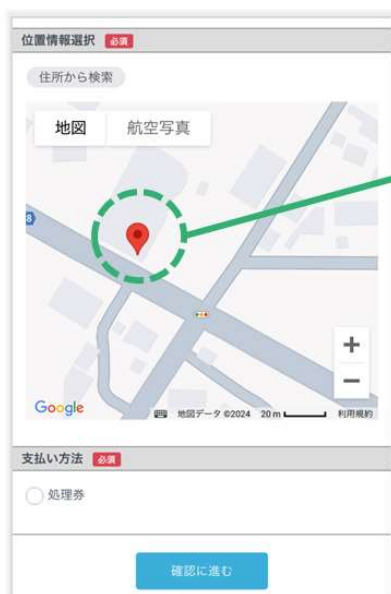 位置情報選択 必須
住所から検索
地図 航空写真
8
+
−
Google 地図データ ©2024 20 m 利用規約
支払い方法 必須
処理券
確認に進む